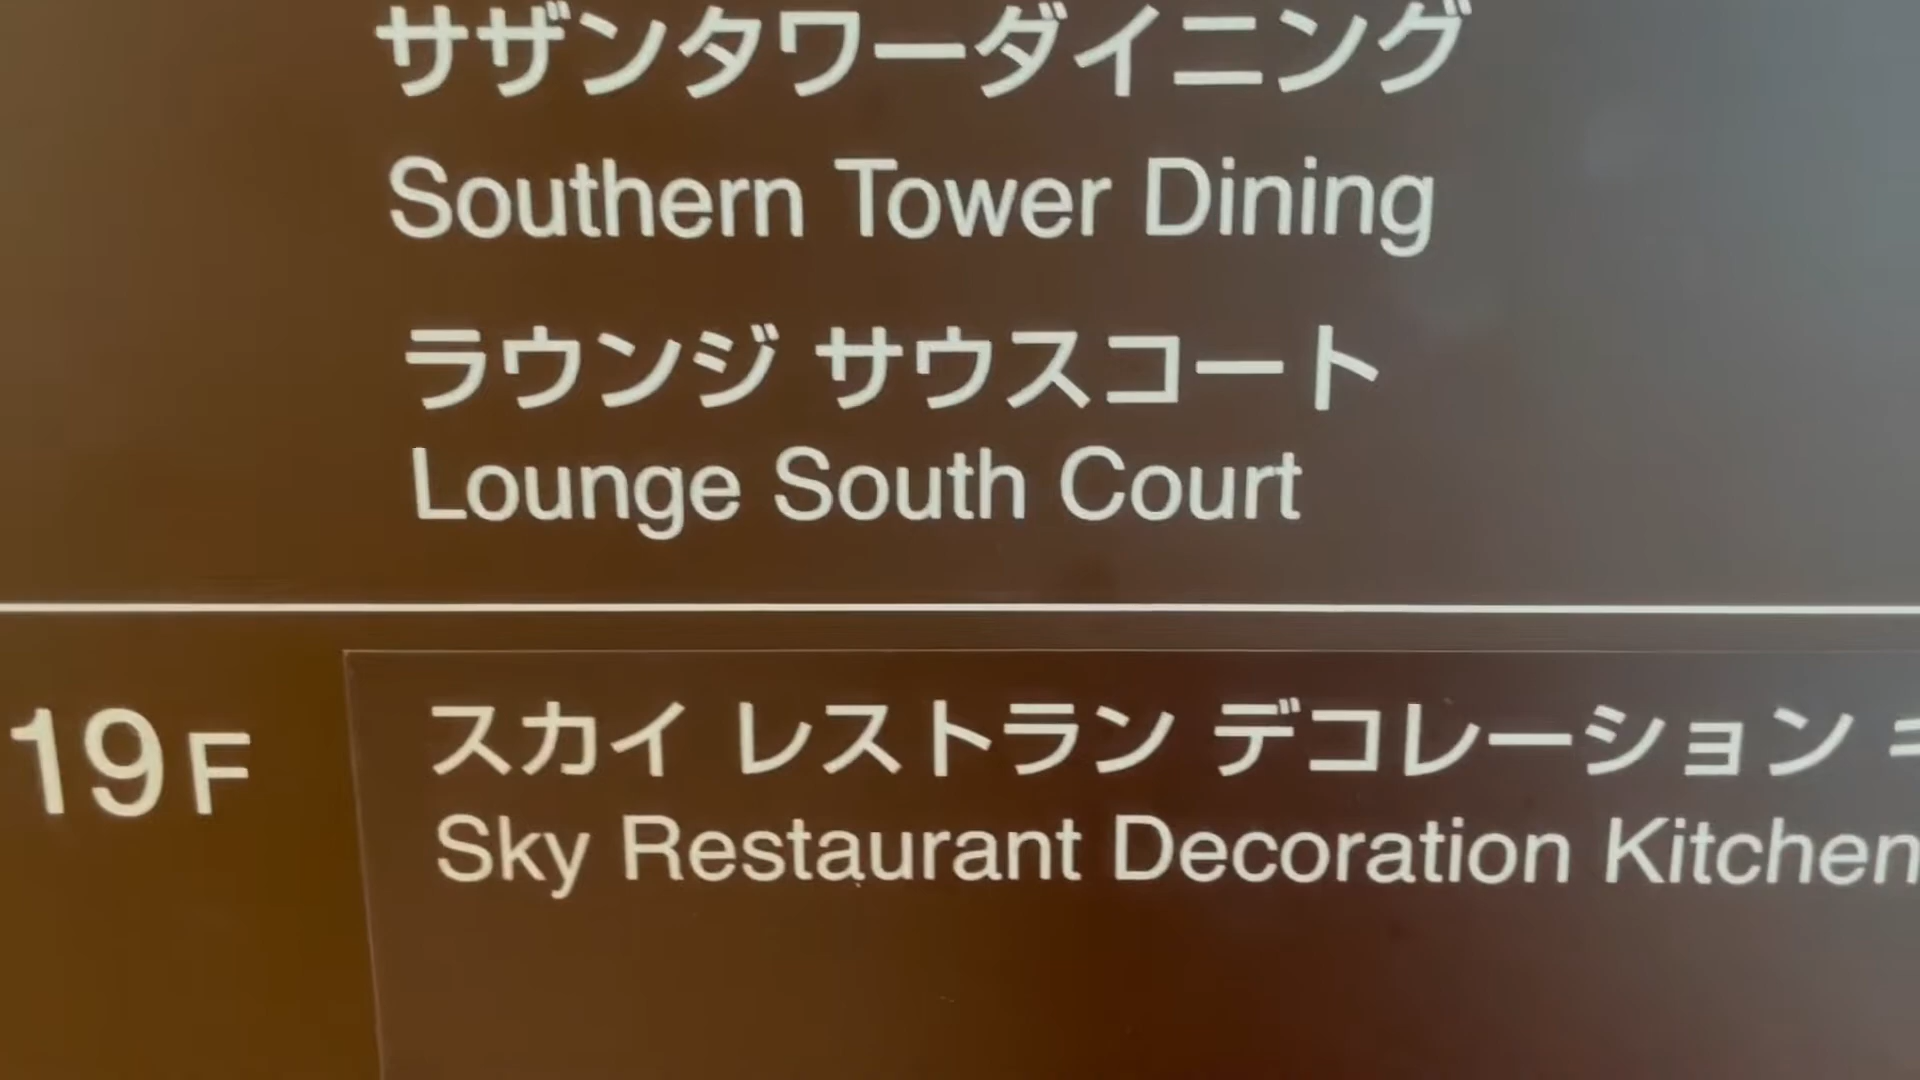 サザンタワーダイニング
Southern Tower Dining
ラウンジ サウスコート
Lounge South Court
19F
スカイ レストラン デコレーション
Sky Restaurant Decoration Kitchen